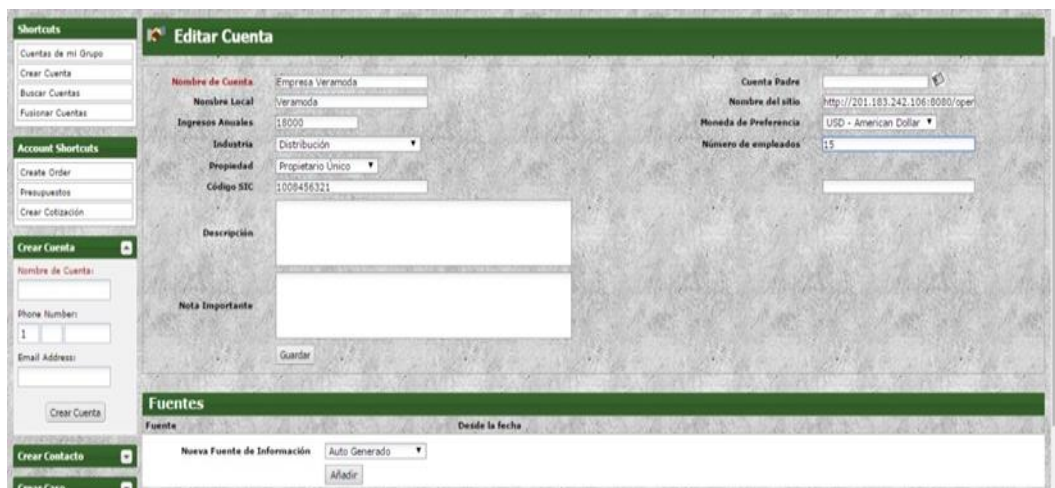 Shortcuts
Cuentas de mi Grupo
Crear Cuenta
Buscar Cuentas
Fusionar Cuentas
Account Shortcuts
Create Order
Presupuestos
Crear Cotización
Crear Cuenta
Nombre de Cuenta:
Phone Number:
1
Email Address:
Crear Cuenta
Crear Contacto
Crear Caso
Editar Cuenta
Nombre de Cuenta Empresa Veramoda Cuenta Padre
Nombre Local Veramoda Nombre del sitio http://201.183.242.106:8080/oper
Ingresos Anuales 18000 Moneda de Preferencia USD - American Dollar
Industria Distribución Número de empleados 15
Propiedad Propietario Único
Código SIC 1008456321
Descripción
Nota Importante
Guardar
Fuentes
Fuente Desde la fecha
Nueva Fuente de Información Auto Generado
Añadir